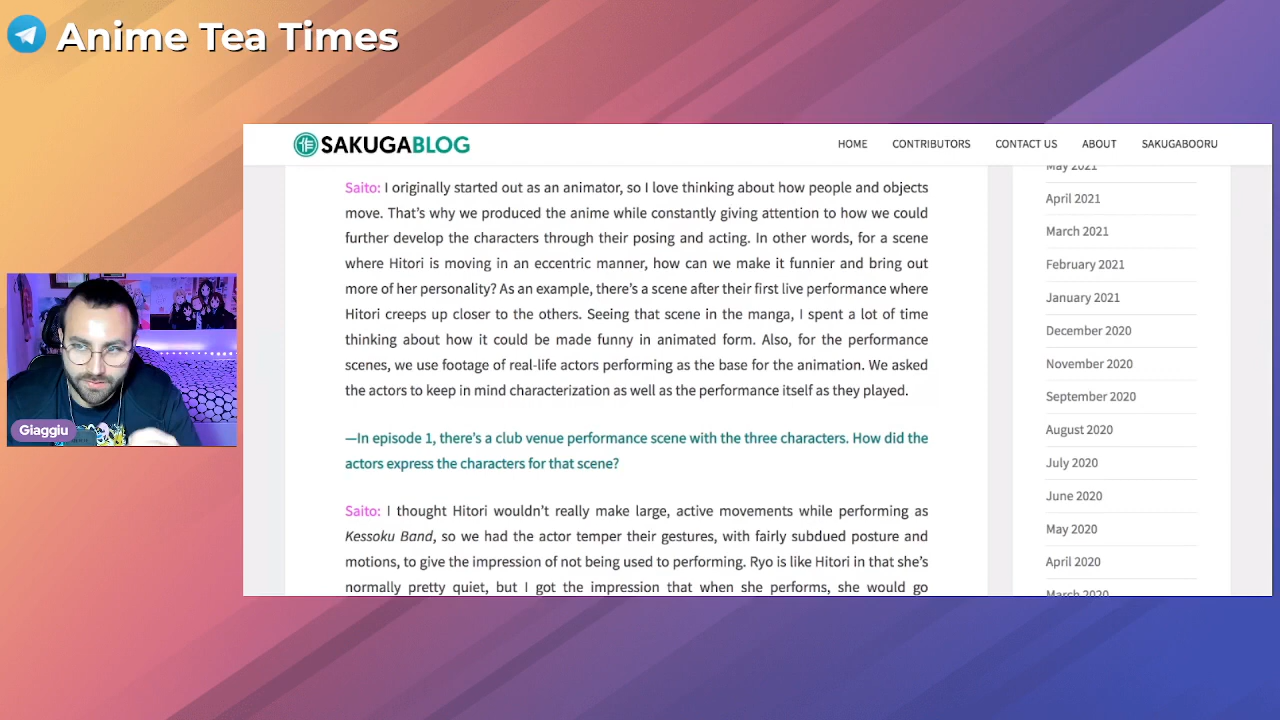 Anime Tea Times
SAKUGABLOG
HOME CONTRIBUTORS CONTACT US ABOUT SAKUGABOORU
Saito: I originally started out as an animator, so I love thinking about how people and objects
move. That's why we produced the anime while constantly giving attention to how we could
further develop the characters through their posing and acting. In other words, for a scene
where Hitori is moving in an eccentric manner, how can we make it funnier and bring out
more of her personality? As an example, there's a scene after their first live performance where
Hitori creeps up closer to the others. Seeing that scene in the manga, I spent a lot of time
thinking about how it could be made funny in animated form. Also, for the performance
scenes, we use footage of real-life actors performing as the base for the animation. We asked
the actors to keep in mind characterization as well as the performance itself as they played.
—In episode 1, there's a club venue performance scene with the three characters. How did the
actors express the characters for that scene?
Saito: I thought Hitori wouldn't really make large, active movements while performing as
Kessoku Band, so we had the actor temper their gestures, with fairly subdued posture and
motions, to give the impression of not being used to performing. Ryo is like Hitori in that she's
normally pretty quiet, but I got the impression that when she performs, she would go
May 2021
April 2021
March 2021
February 2021
January 2021
December 2020
November 2020
September 2020
August 2020
July 2020
June 2020
May 2020
April 2020
March 2020
Giaggiu